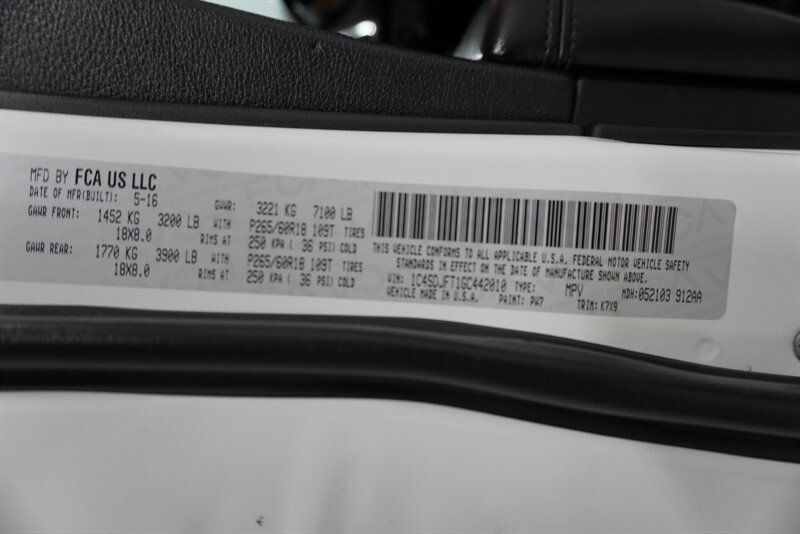 MFD BY FCA US LLC
DATE OF MFR(BUILT): 5-16 GVWR: 3221 KG 7100 LB
GAWR FRONT: 1452 KG 3200 LB WITH P265/60R18 109T TIRES
18X8.0 RIMS AT 250 KPA ( 36 PSI) COLD
GAWR REAR: 1770 KG 3900 LB WITH P265/60R18 109T TIRES
18X8.0 RIMS AT 250 KPA ( 36 PSI) COLD
THIS VEHICLE CONFORMS TO ALL APPLICABLE U.S.A. FEDERAL MOTOR VEHICLE SAFETY
STANDARDS IN EFFECT ON THE DATE OF MANUFACTURE SHOWN ABOVE.
VIN: 1C4SDJFT1GC442010 TYPE: MPV MDH:052103 912AA
VEHICLE MADE IN U.S.A. PAINT: PW7 TRIM: K7X9